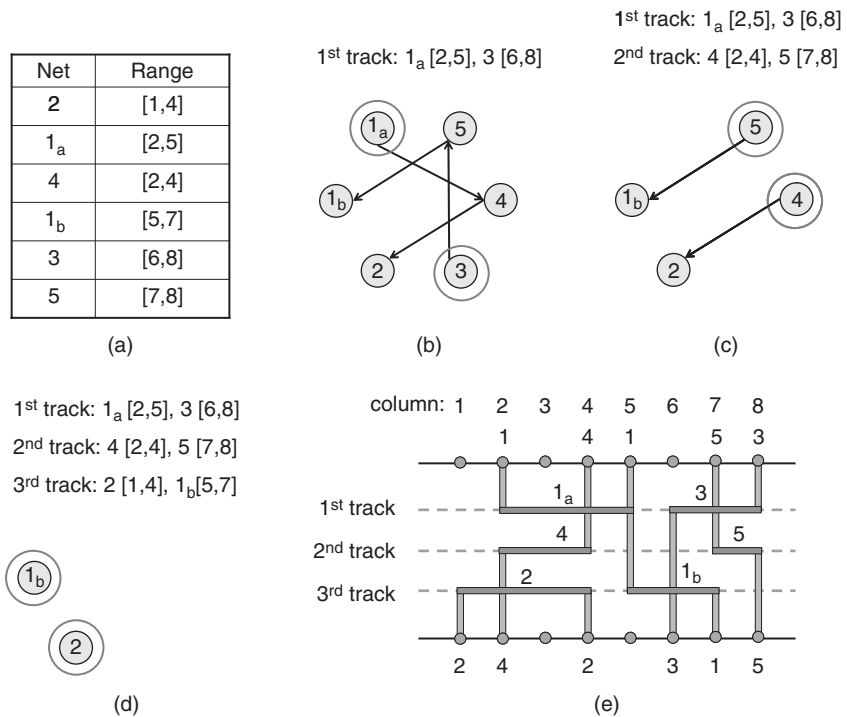 Net Range
2 [1,4]
1a [2,5]
4 [2,4]
1b [5,7]
3 [6,8]
5 [7,8]
(a)
1st track: 1a [2,5], 3 [6,8]
1a 5
1b 4
2 3
(b)
1st track: 1a [2,5], 3 [6,8]
2nd track: 4 [2,4], 5 [7,8]
5
1b 4
2
(c)
1st track: 1a [2,5], 3 [6,8]
2nd track: 4 [2,4], 5 [7,8]
3rd track: 2 [1,4], 1b[5,7]
1b
2
(d)
column: 1 2 3 4 5 6 7 8
1 4 1 5 3
1a 3
1st track
4 5
2nd track
2 1b
3rd track
2 4 2 3 1 5
(e)